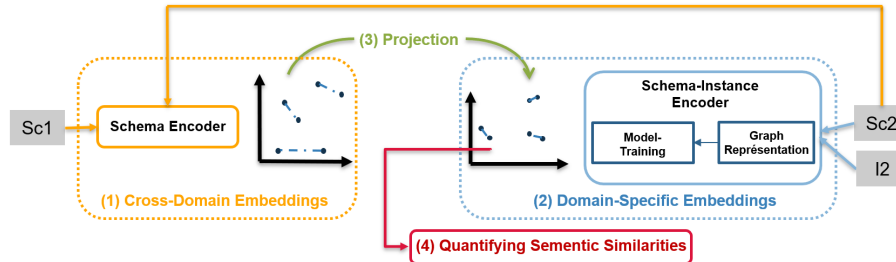 (3) Projection
Sc1
Schema Encoder
(1) Cross-Domain Embeddings
Schema-Instance
Encoder
Model-
Training
Graph
Réprésentation
(2) Domain-Specific Embeddings
Sc2
I2
(4) Quantifying Sementic Similarities